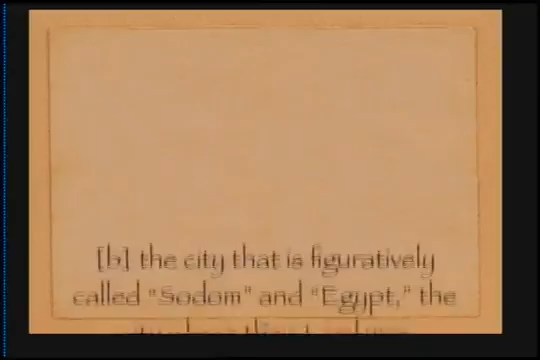 [b] the city that is figuratively
called "Sodom" and "Egypt," the